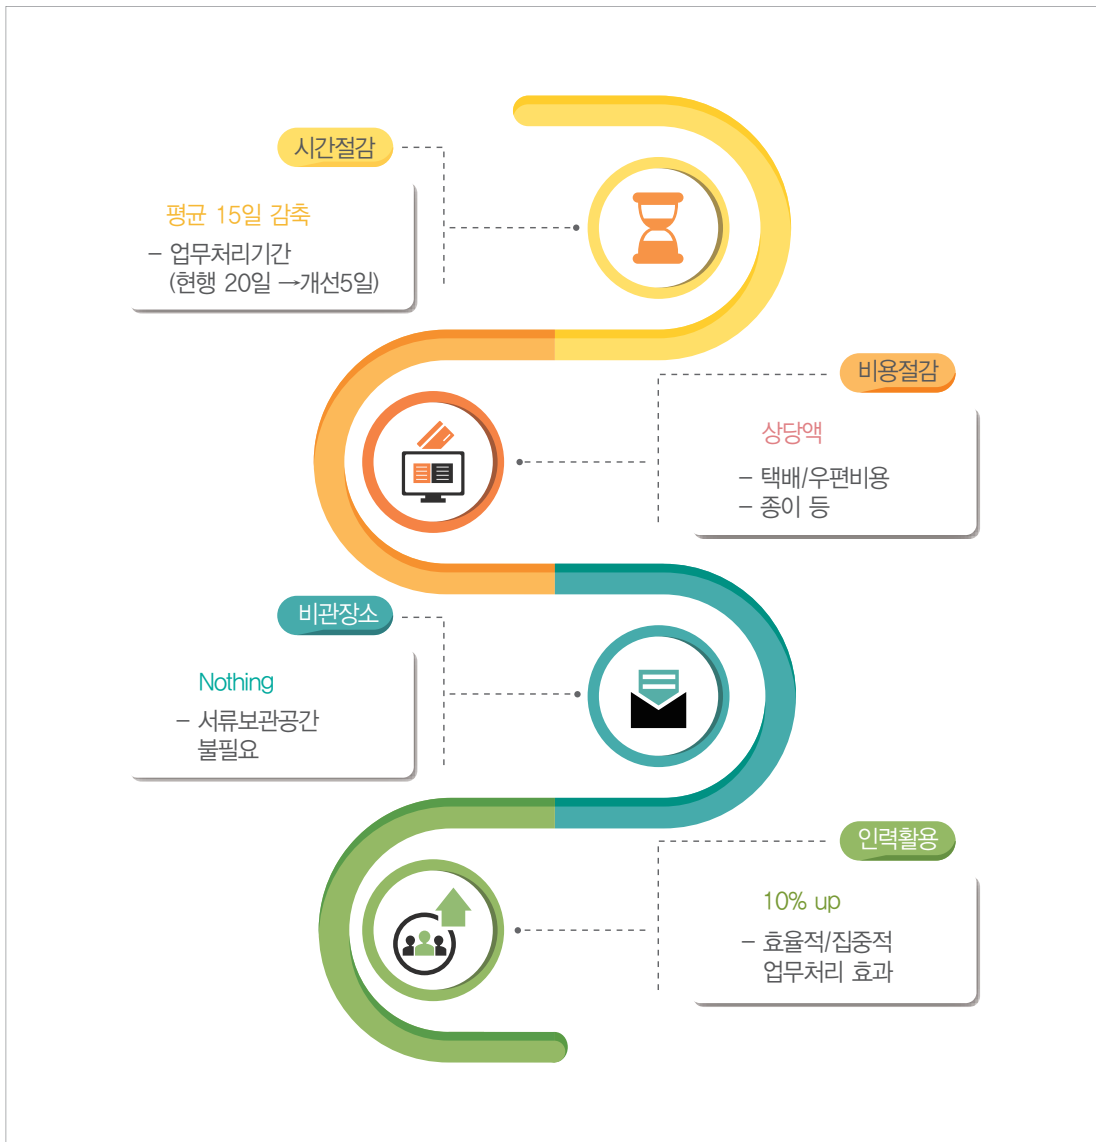 시간절감
평균 15일 감축
- 업무처리기간
(현행 20일 →개선5일)
비용절감
상당액
- 택배/우편비용
- 종이 등
비관장소
Nothing
- 서류보관공간
불필요
인력활용
10% up
- 효율적/집중적
업무처리 효과